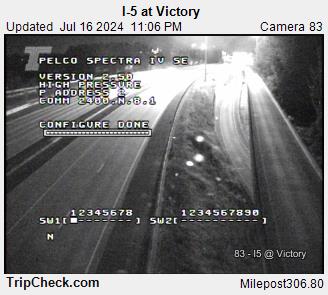 I-5 at Victory
Updated Jul 16 2024 11:06 PM Camera 83
PELCO SPECTRA IV SE
VERSION 2.50
HIGH PRESSURE
P ADDRESS 2
COMM 2400.N.8.1
CONFIGURE DONE
12345678 1234567890
SW1[ ] SW2[ ]
N
83 - I5 @ Victory
TripCheck.com Milepost306.80